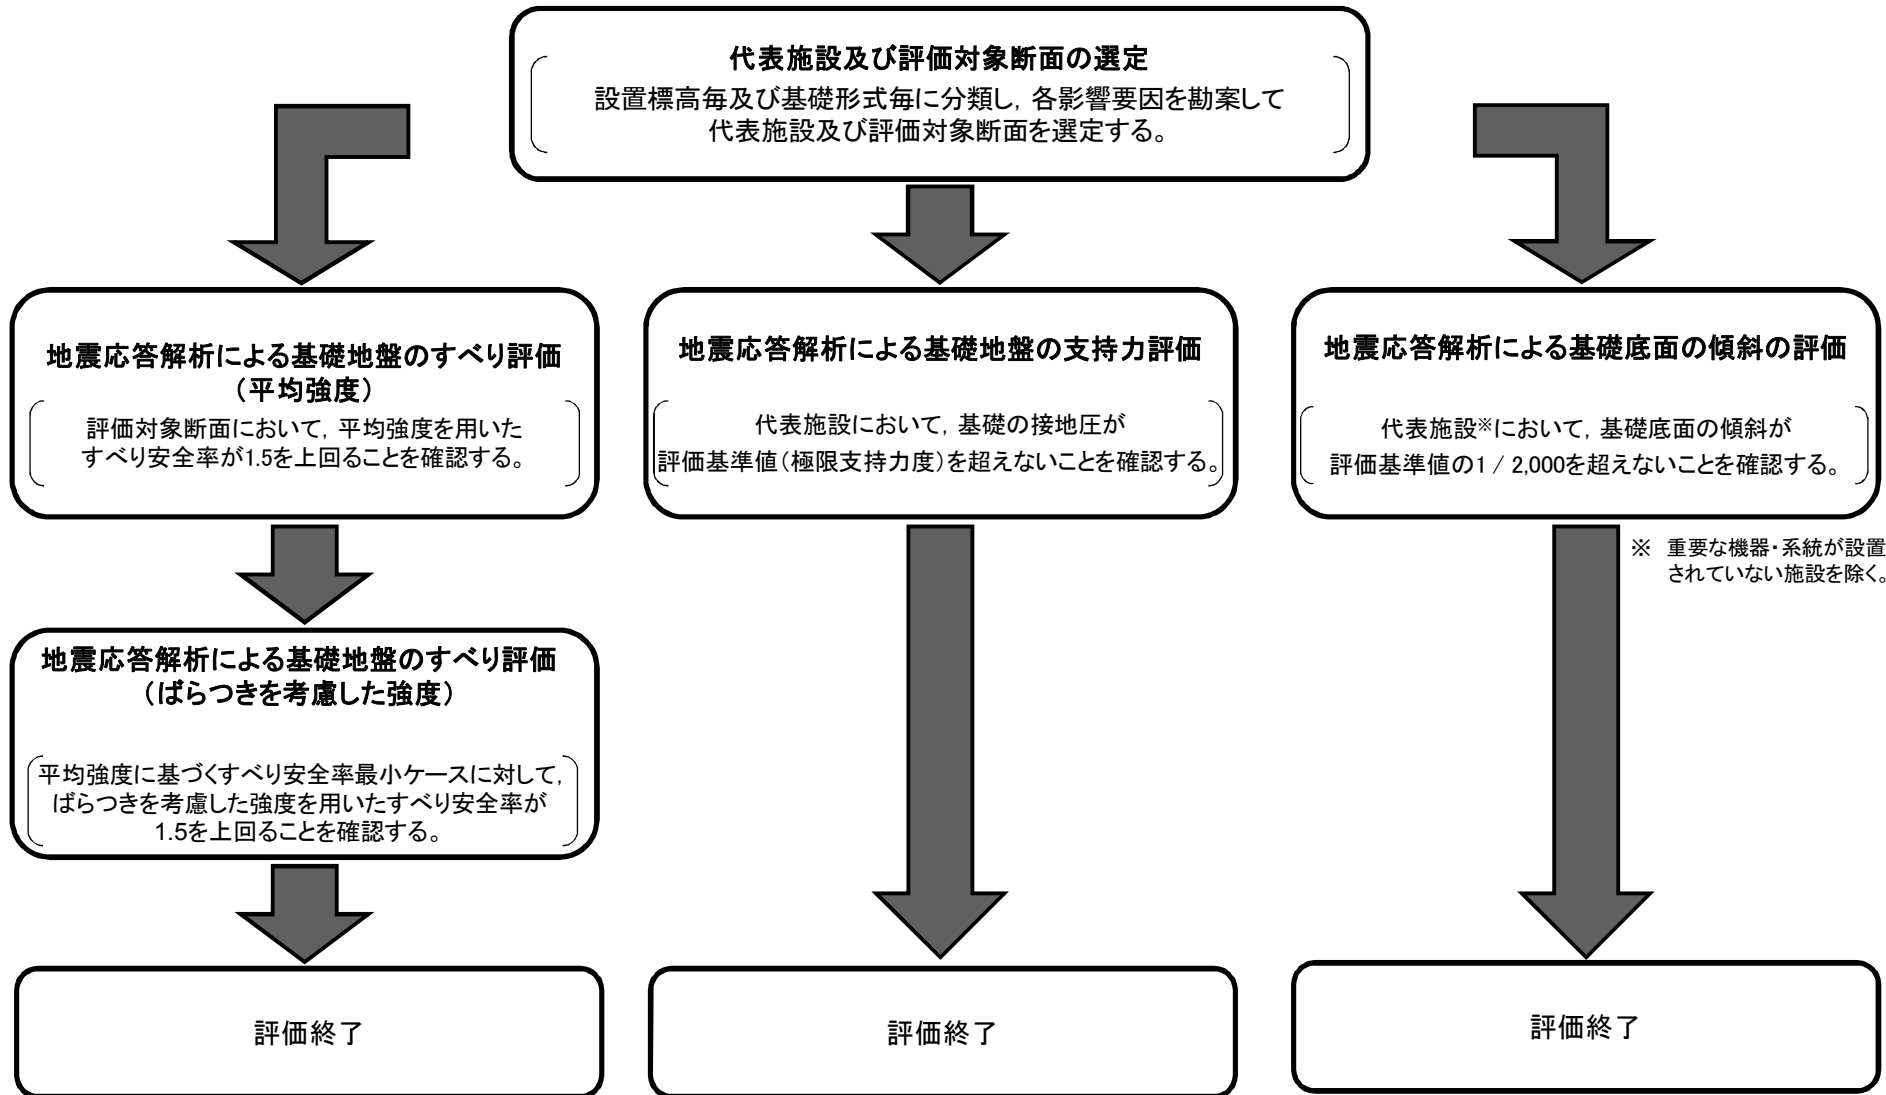 代表施設及び評価対象断面の選定
設置標高毎及び基礎形式毎に分類し，各影響要因を勘案して
代表施設及び評価対象断面を選定する。
地震応答解析による基礎地盤のすべり評価
（平均強度）
評価対象断面において，平均強度を用いた
すべり安全率が1.5を上回ることを確認する。
地震応答解析による基礎地盤の支持力評価
代表施設において，基礎の接地圧が
評価基準値（極限支持力度）を超えないことを確認する。
地震応答解析による基礎底面の傾斜の評価
代表施設※において，基礎底面の傾斜が
評価基準値の1／2,000を超えないことを確認する。
※　重要な機器・系統が設置
されていない施設を除く。
地震応答解析による基礎地盤のすべり評価
（ばらつきを考慮した強度）
平均強度に基づくすべり安全率最小ケースに対して，
ばらつきを考慮した強度を用いたすべり安全率が
1.5を上回ることを確認する。
評価終了
評価終了
評価終了